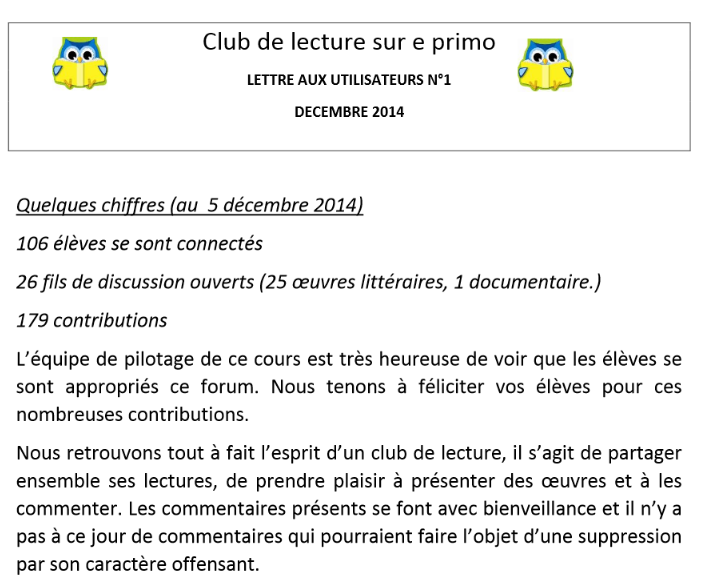 Club de lecture sur e primo
LETTRE AUX UTILISATEURS N°1
DECEMBRE 2014
Quelques chiffres (au  5 décembre 2014)
106 élèves se sont connectés
26 fils de discussion ouverts (25 œuvres littéraires, 1 documentaire.)
179 contributions
L'équipe de pilotage de ce cours est très heureuse de voir que les élèves se
sont appropriés ce forum. Nous tenons à féliciter vos élèves pour ces
nombreuses contributions.
Nous retrouvons tout à fait l'esprit d'un club de lecture, il s'agit de partager
ensemble ses lectures, de prendre plaisir à présenter des œuvres et à les
commenter. Les commentaires présents se font avec bienveillance et il n'y a
pas à ce jour de commentaires qui pourraient faire l'objet d'une suppression
par son caractère offensant.